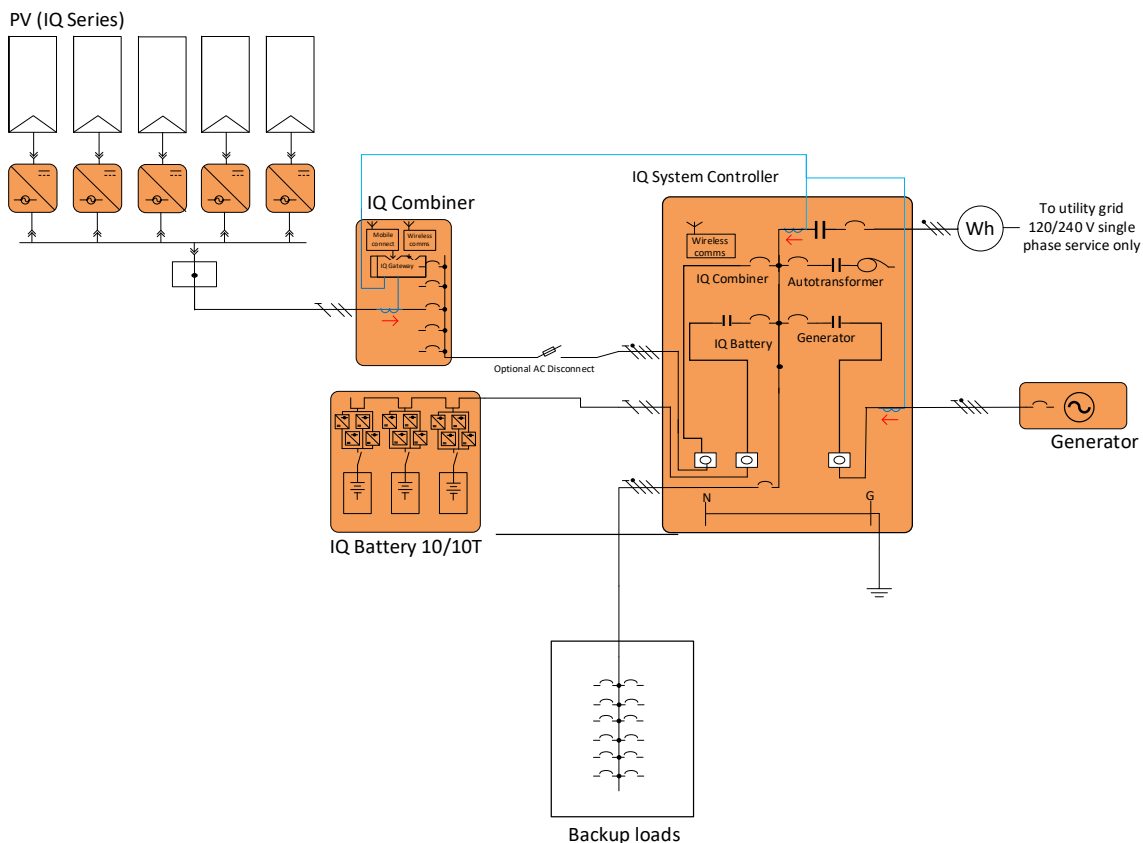 PV (IQ Series)
IQ Combiner
Mobile
connect
Wireless
comms
IQ Gateway
IQ System Controller
Wireless
comms
IQ Combiner
Autotransformer
IQ Battery
Generator
N
G
Wh
To utility grid
120/240 V single
phase service only
Optional AC Disconnect
Generator
IQ Battery 10/10T
Backup loads